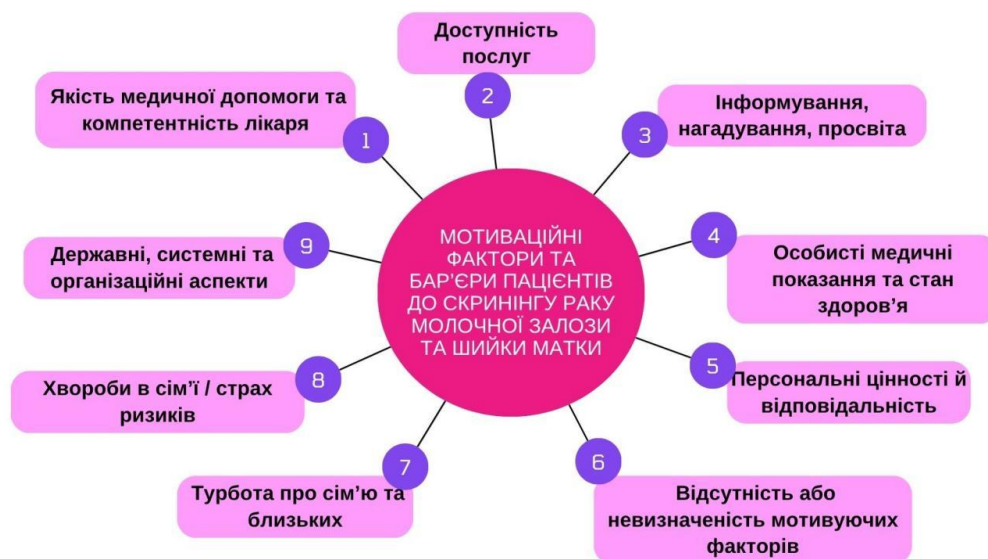 МОТИВАЦІЙНІ
ФАКТОРИ ТА
БАР'ЄРИ ПАЦІЄНТІВ
ДО СКРИНІНГУ РАКУ
МОЛОЧНОЇ ЗАЛОЗИ
ТА ШИЙКИ МАТКИ
1
Якість медичної допомоги та
компетентність лікаря
2
Доступність
послуг
3
Інформування,
нагадування, просвіта
4
Особисті медичні
показання та стан
здоров’я
5
Персональні цінності й
відповідальність
6
Відсутність або
невизначеність мотивуючих
факторів
7
Турбота про сім’ю та
близьких
8
Хвороби в сім’ї / страх
ризиків
9
Державні, системні та
організаційні аспекти